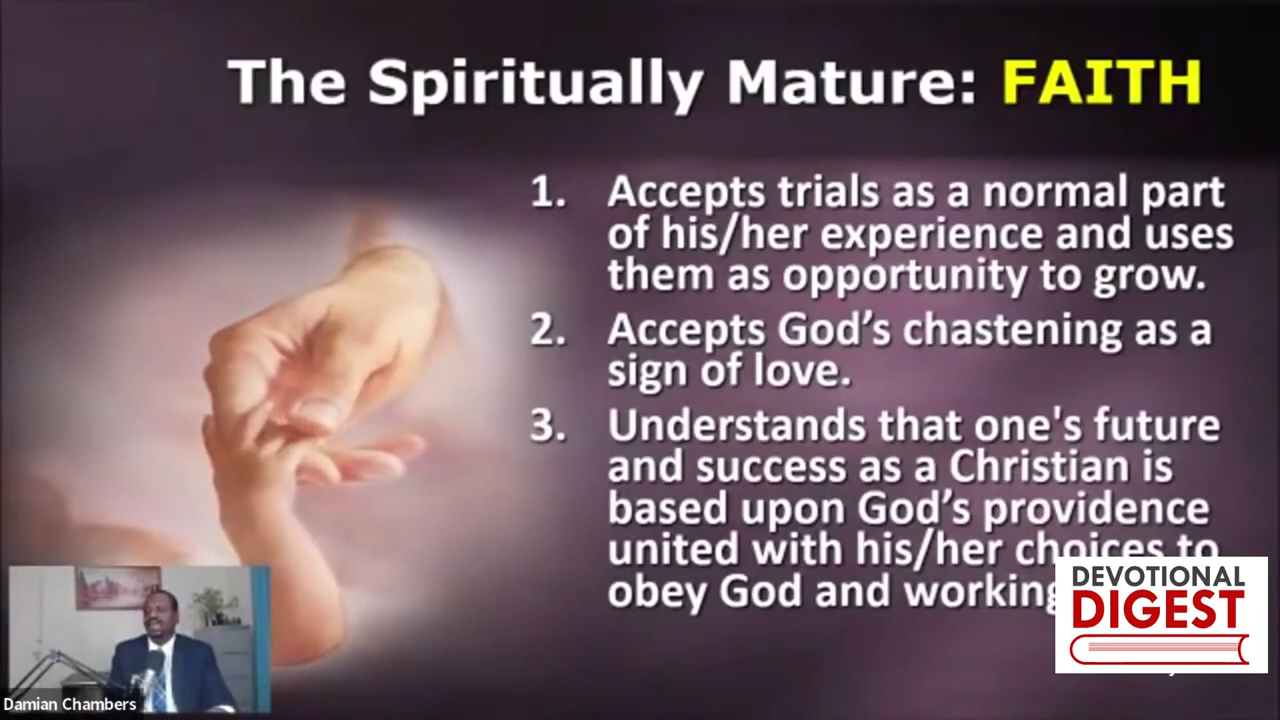 The Spiritually Mature: FAITH
1. Accepts trials as a normal part
of his/her experience and uses
them as opportunity to grow.
2. Accepts God’s chastening as a
sign of love.
3. Understands that one's future
and success as a Christian is
based upon God’s providence
united with his/her choices to
obey God and working
DEVOTIONAL
DIGEST
Damian Chambers